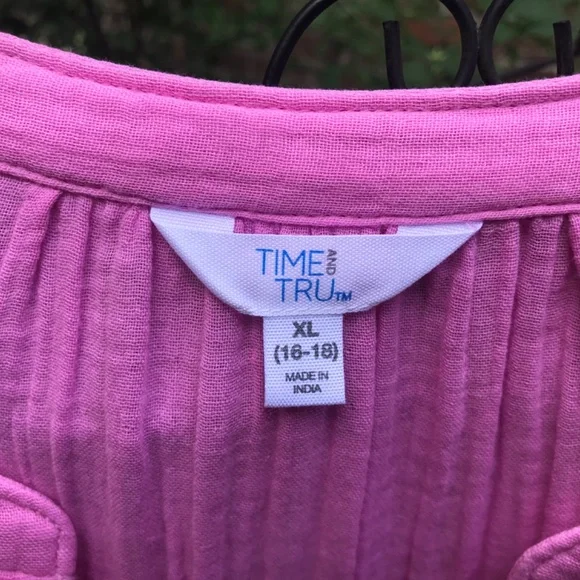 TIME AND
TRU™
XL
(16-18)
MADE IN
INDIA